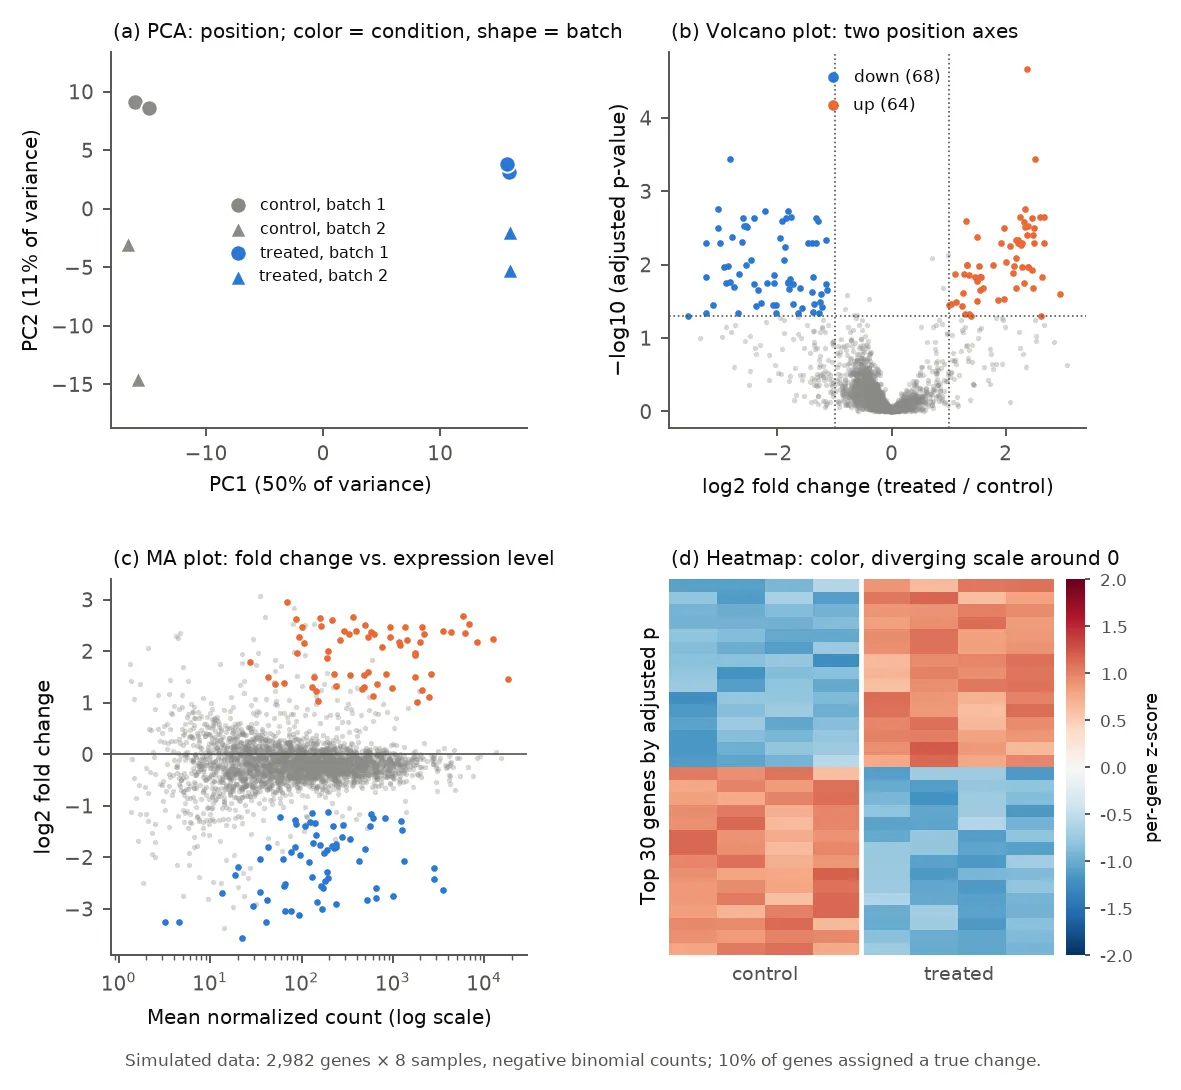 (a) PCA: position; color = condition, shape = batch
PC2 (11% of variance)
10
5
0
−5
−10
−15
control, batch 1
control, batch 2
treated, batch 1
treated, batch 2
−10
0
10
PC1 (50% of variance)
(b) Volcano plot: two position axes
−log10 (adjusted p-value)
4
3
2
1
0
down (68)
up (64)
−2
0
2
log2 fold change (treated / control)
(c) MA plot: fold change vs. expression level
log2 fold change
3
2
1
0
−1
−2
−3
10⁰
10¹
10²
10³
10⁴
Mean normalized count (log scale)
(d) Heatmap: color, diverging scale around 0
Top 30 genes by adjusted p
control
treated
2.0
1.5
1.0
0.5
0.0
-0.5
-1.0
-1.5
-2.0
per-gene z-score
Simulated data: 2,982 genes × 8 samples, negative binomial counts; 10% of genes assigned a true change.